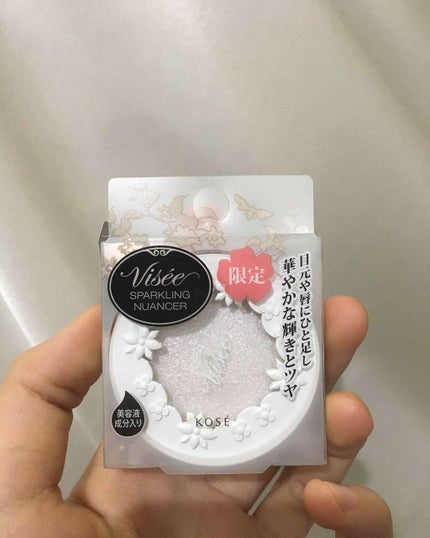 Visée
SPARKLING
NUANCER
限定
目元や唇にひと足し
華やかな輝きとツヤ
KOSÉ
美容液
成分入り